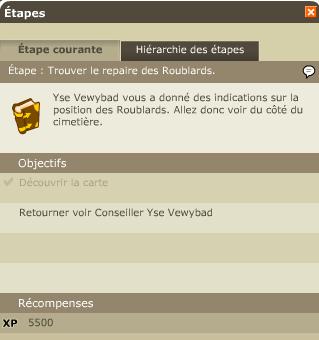 Étapes
Étape courante
Hiérarchie des étapes
Étape : Trouver le repaire des Roublards.
Yse Vewybad vous a donné des indications sur la
position des Roublards. Allez donc voir du côté du
cimetière.
Objectifs
Découvrir la carte
Retourner voir Conseiller Yse Vewybad
Récompenses
XP 5500